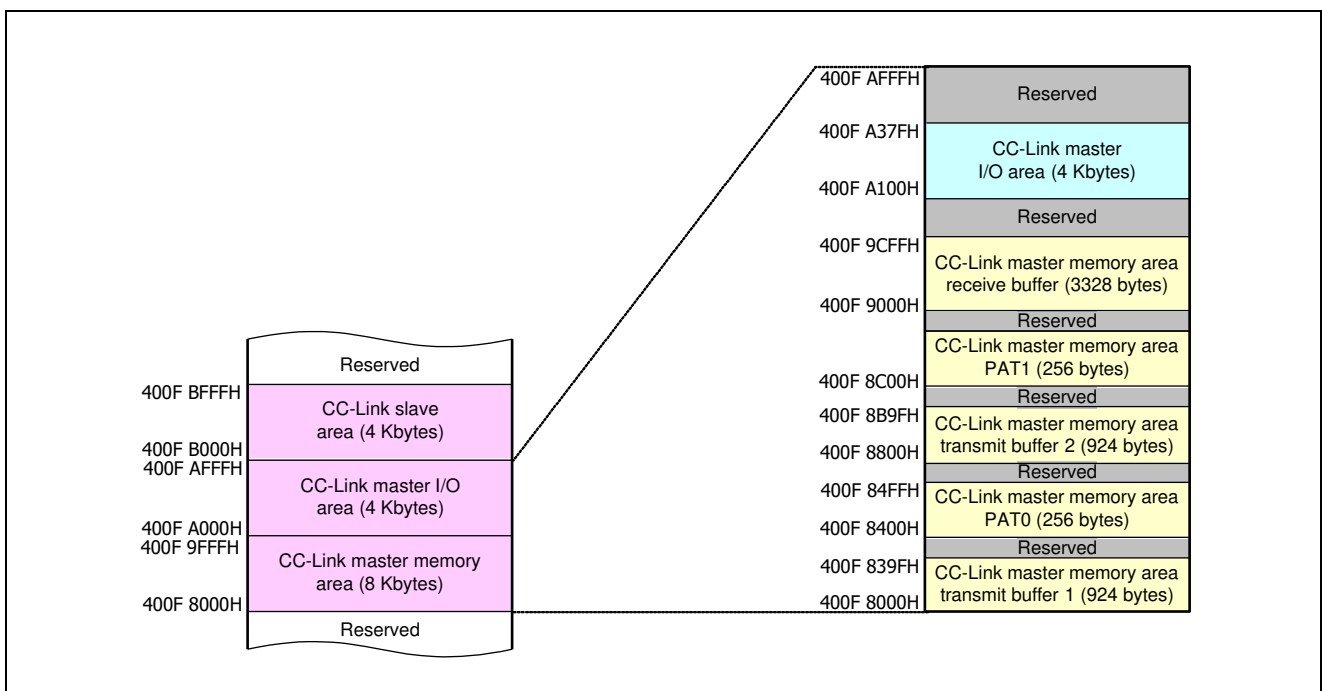 Reserved
400F BFFFH
CC-Link slave
area (4 Kbytes)
400F B000H
400F AFFFH
CC-Link master I/O
area (4 Kbytes)
400F A000H
400F 9FFFH
CC-Link master memory
area (8 Kbytes)
400F 8000H
Reserved
400F AFFFH
Reserved
400F A37FH
CC-Link master
I/O area (4 Kbytes)
400F A100H
Reserved
400F 9CFFH
CC-Link master memory area
receive buffer (3328 bytes)
400F 9000H
Reserved
CC-Link master memory area
PAT1 (256 bytes)
400F 8C00H
Reserved
400F 8B9FH
CC-Link master memory area
transmit buffer 2 (924 bytes)
400F 8800H
Reserved
400F 84FFH
CC-Link master memory area
PAT0 (256 bytes)
400F 8400H
Reserved
400F 839FH
CC-Link master memory area
transmit buffer 1 (924 bytes)
400F 8000H